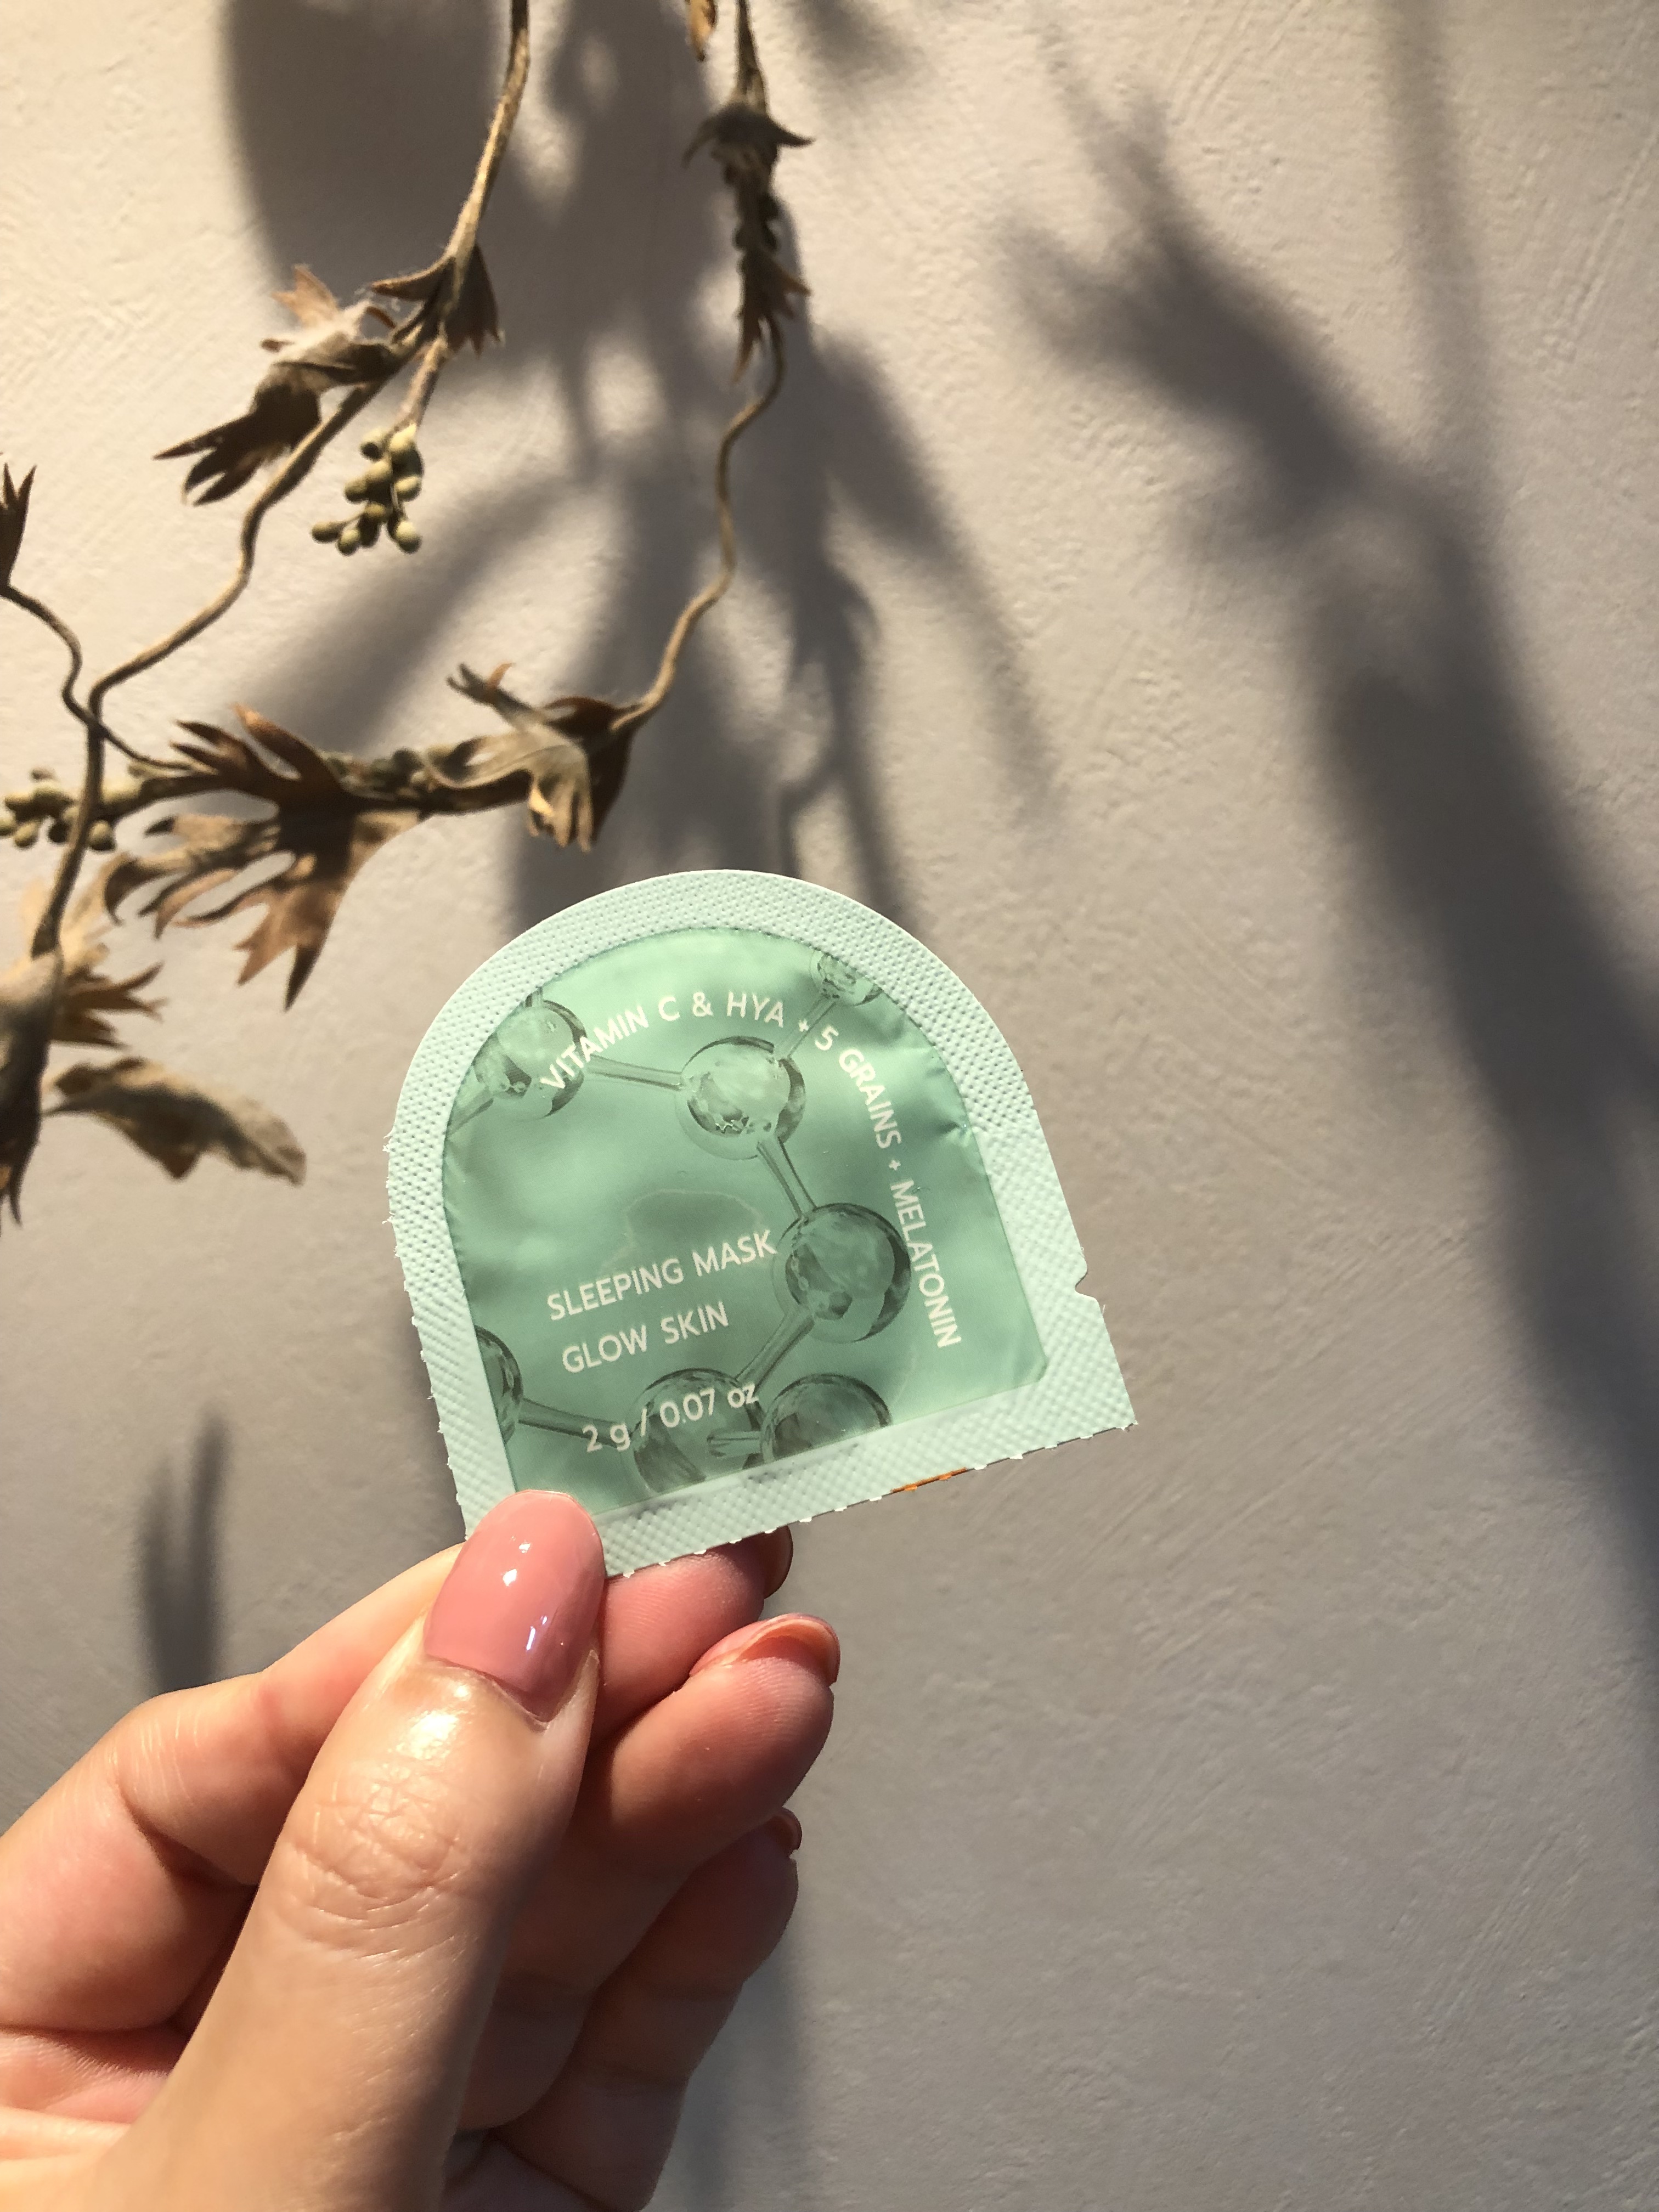 VITAMIN C & HYA + 5 GRAINS + MELATONIN
SLEEPING MASK
GLOW SKIN
2 g / 0.07 oz